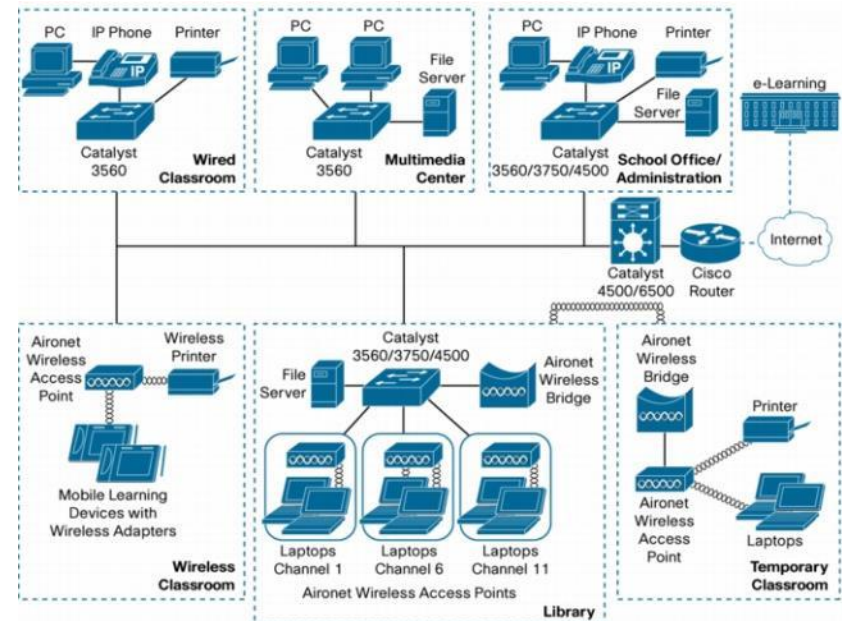 PC
IP Phone
Printer
IP
Catalyst
3560
Wired
Classroom
PC
PC
File
Server
Catalyst
3560
Multimedia
Center
PC
IP Phone
Printer
IP
File
Server
Catalyst
3560/3750/4500
School Office/
Administration
e-Learning
Internet
Catalyst
4500/6500
Cisco
Router
Aironet
Wireless
Access
Point
Wireless
Printer
Mobile Learning
Devices with
Wireless Adapters
Wireless
Classroom
Catalyst
3560/3750/4500
File
Server
Aironet
Wireless
Bridge
Laptops
Channel 1
Laptops
Channel 6
Laptops
Channel 11
Aironet Wireless Access Points
Library
Aironet
Wireless
Bridge
Printer
Aironet
Wireless
Access
Point
Laptops
Temporary
Classroom